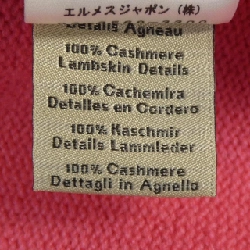 エルメスジャポン (株)
Details Agneau
100% Cashmere
Lambskin Details
100% Cachemira
Detalles en Cordero
100% Kaschmir
Details Lammleder
100% Cashmere
Dettagli in Agnello